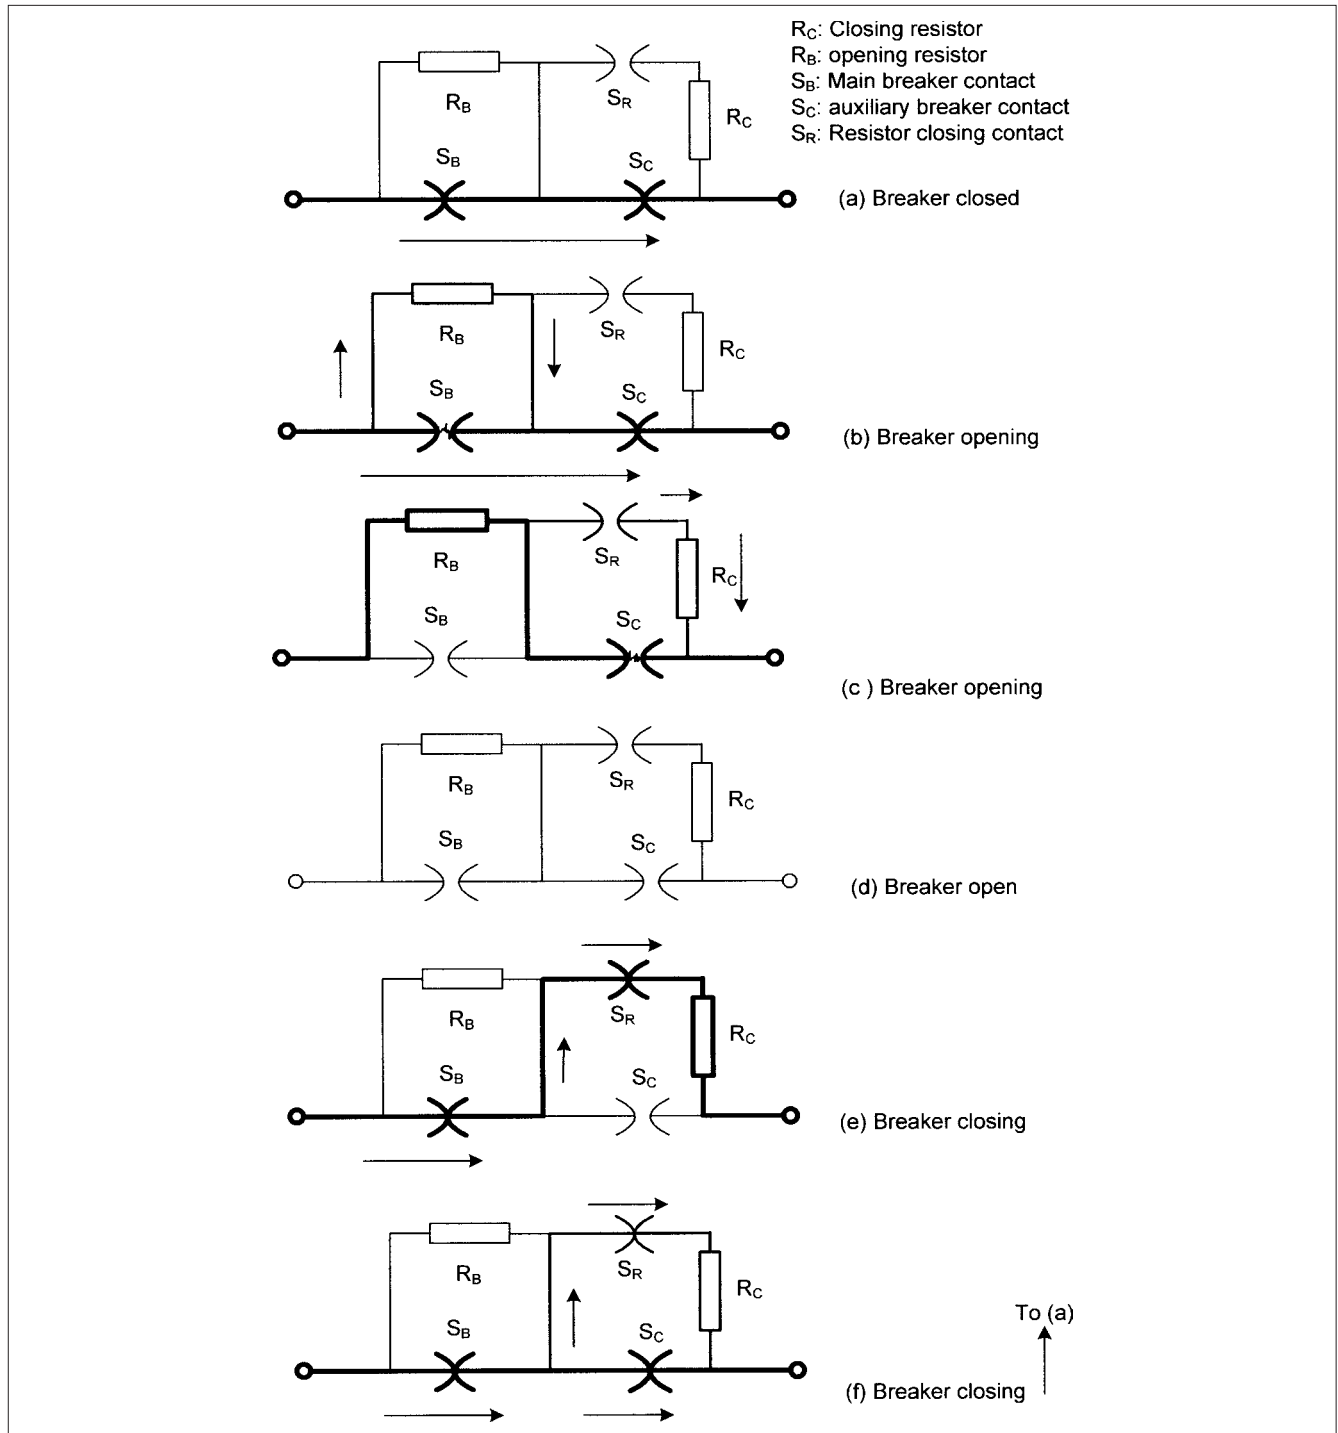 R_C: Closing resistor
R_B: opening resistor
S_B: Main breaker contact
S_C: auxiliary breaker contact
S_R: Resistor closing contact
R_B
S_R
R_C
S_B
S_C
(a) Breaker closed
R_B
S_R
R_C
S_B
S_C
(b) Breaker opening
R_B
S_R
R_C
S_B
S_C
(c ) Breaker opening
R_B
S_R
R_C
S_B
S_C
(d) Breaker open
R_B
S_R
R_C
S_B
S_C
(e) Breaker closing
R_B
S_R
R_C
S_B
S_C
To (a)
(f) Breaker closing